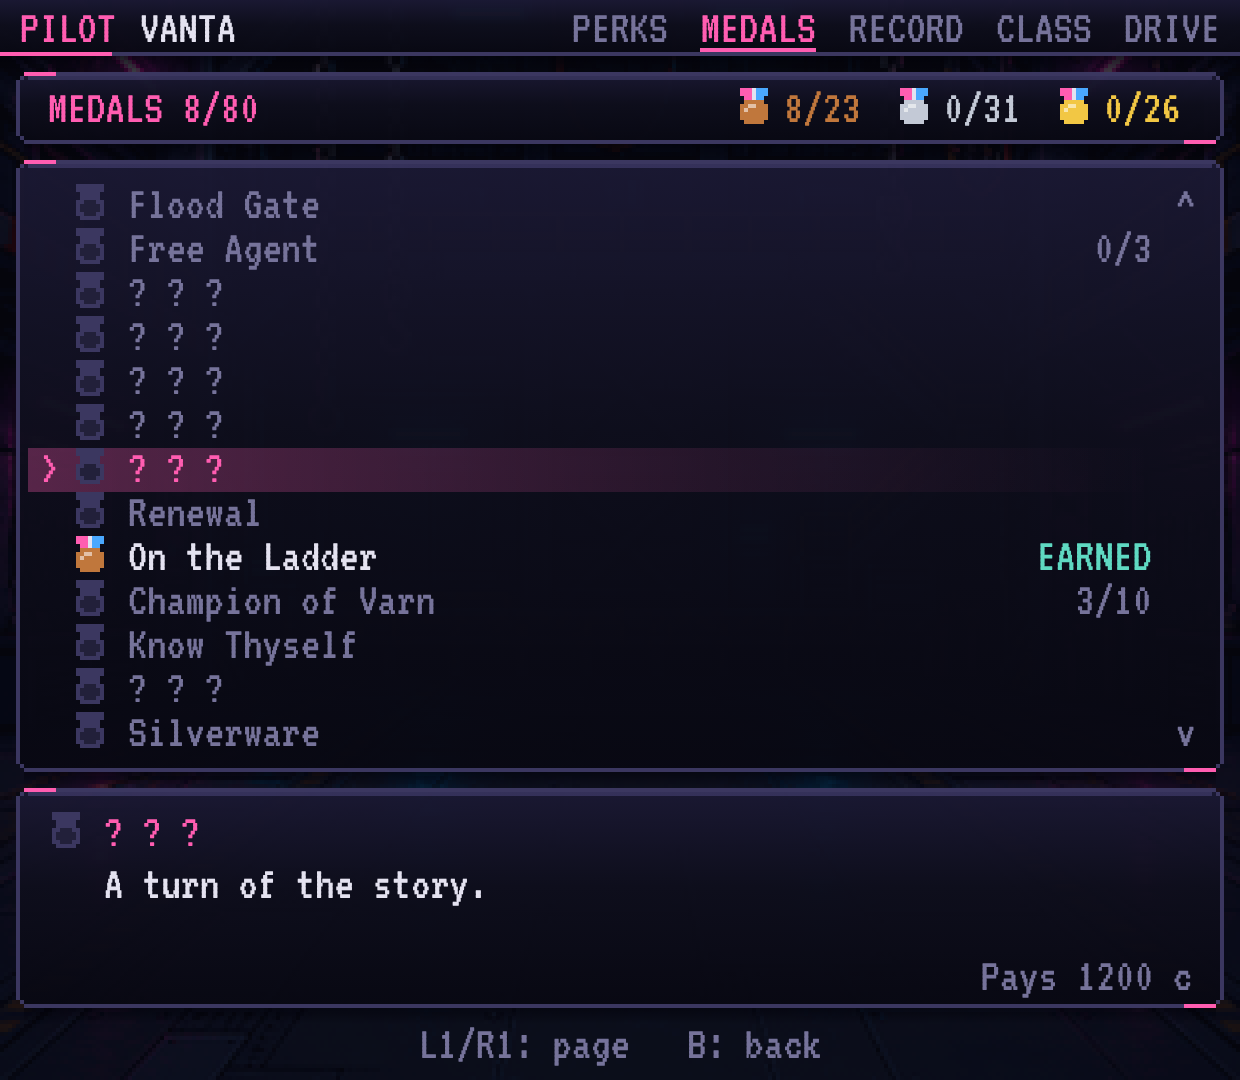 PILOT VANTA PERKS MEDALS RECORD CLASS DRIVE
MEDALS 8/80 8/23 0/31 0/26
Flood Gate ^
Free Agent 0/3
? ? ?
? ? ?
? ? ?
? ? ?
> ? ? ?
Renewal
On the Ladder EARNED
Champion of Varn 3/10
Know Thyself
? ? ?
Silverware v
? ? ?
A turn of the story.
Pays 1200 c
L1/R1: page B: back